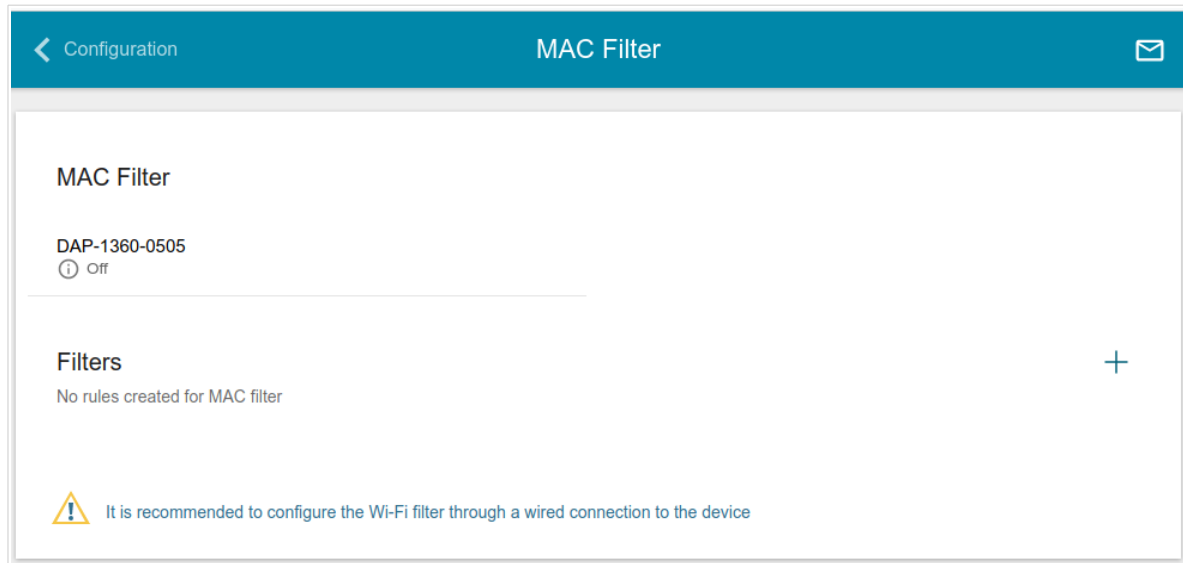 Configuration
MAC Filter
MAC Filter
DAP-1360-0505
Off
Filters
No rules created for MAC filter
It is recommended to configure the Wi-Fi filter through a wired connection to the device